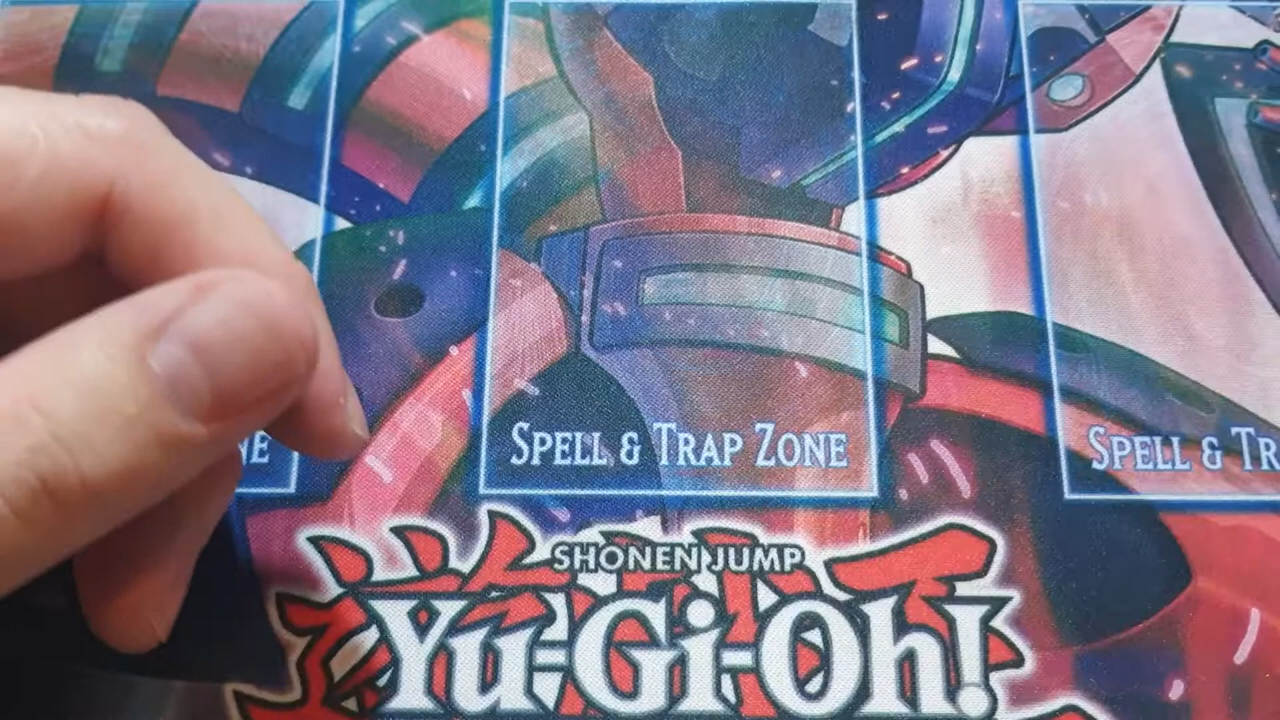 NE
SPELL & TRAP ZONE
SPELL & TR
SHONEN JUMP
Yu-Gi-Oh!